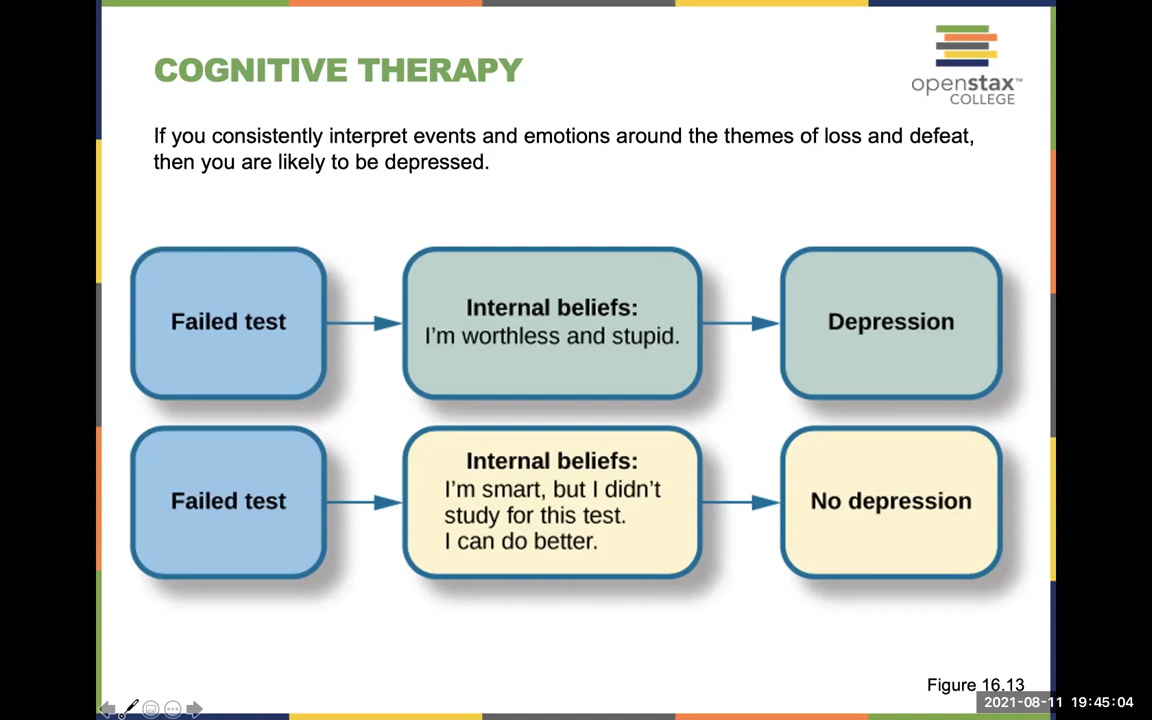 COGNITIVE THERAPY
openstax™
COLLEGE
If you consistently interpret events and emotions around the themes of loss and defeat,
then you are likely to be depressed.
Failed test
Internal beliefs:
I'm worthless and stupid.
Depression
Failed test
Internal beliefs:
I'm smart, but I didn't
study for this test.
I can do better.
No depression
Figure 16.13
2021-08-11 19:45:04